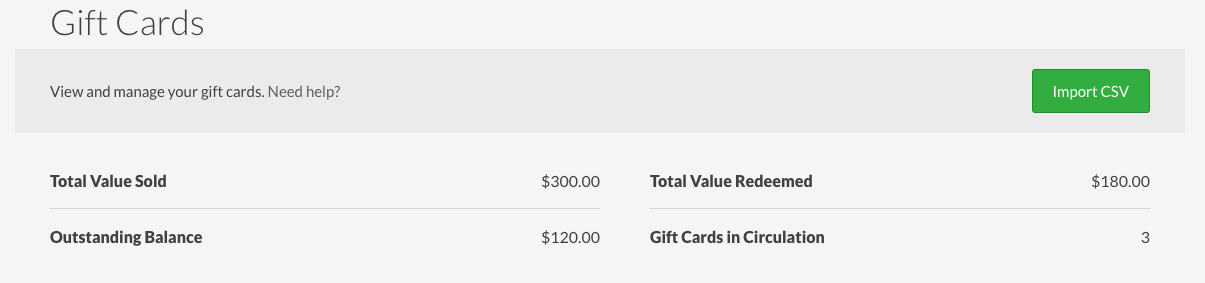 Gift Cards
View and manage your gift cards. Need help?
Import CSV
Total Value Sold $300.00
Total Value Redeemed $180.00
Outstanding Balance $120.00
Gift Cards in Circulation 3